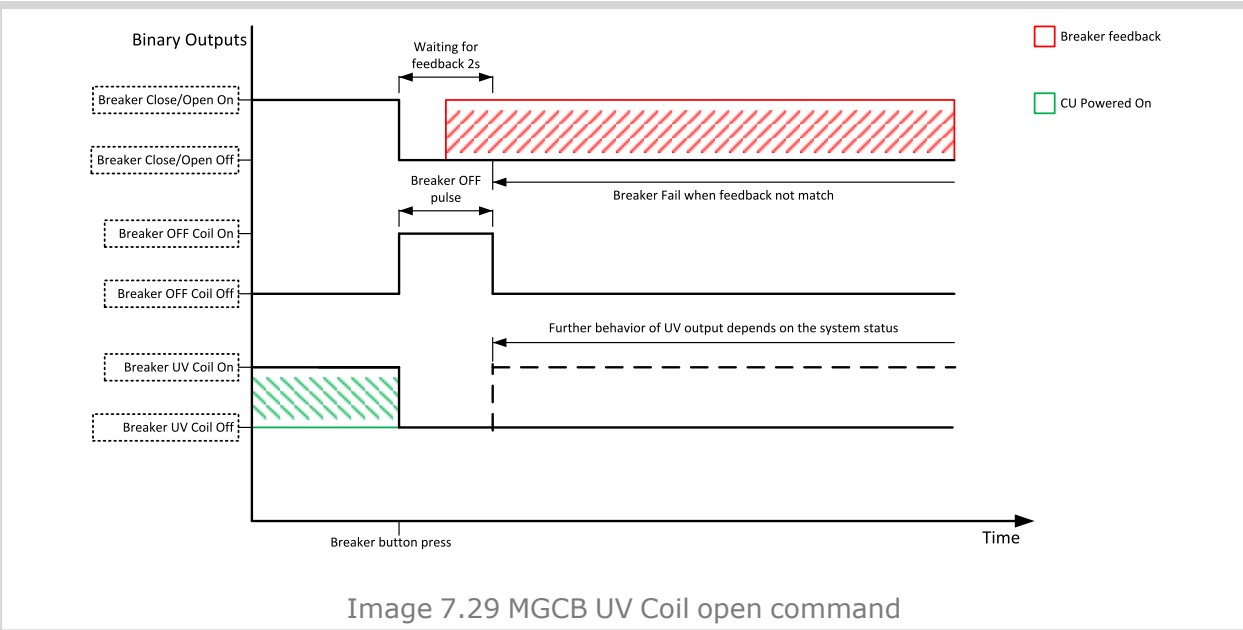 Binary Outputs
Waiting for
feedback 2s
Breaker feedback
CU Powered On
Breaker Close/Open On
Breaker Close/Open Off
Breaker OFF
pulse
Breaker Fail when feedback not match
Breaker OFF Coil On
Breaker OFF Coil Off
Further behavior of UV output depends on the system status
Breaker UV Coil On
Breaker UV Coil Off
Breaker button press
Time
Image 7.29 MGCB UV Coil open command